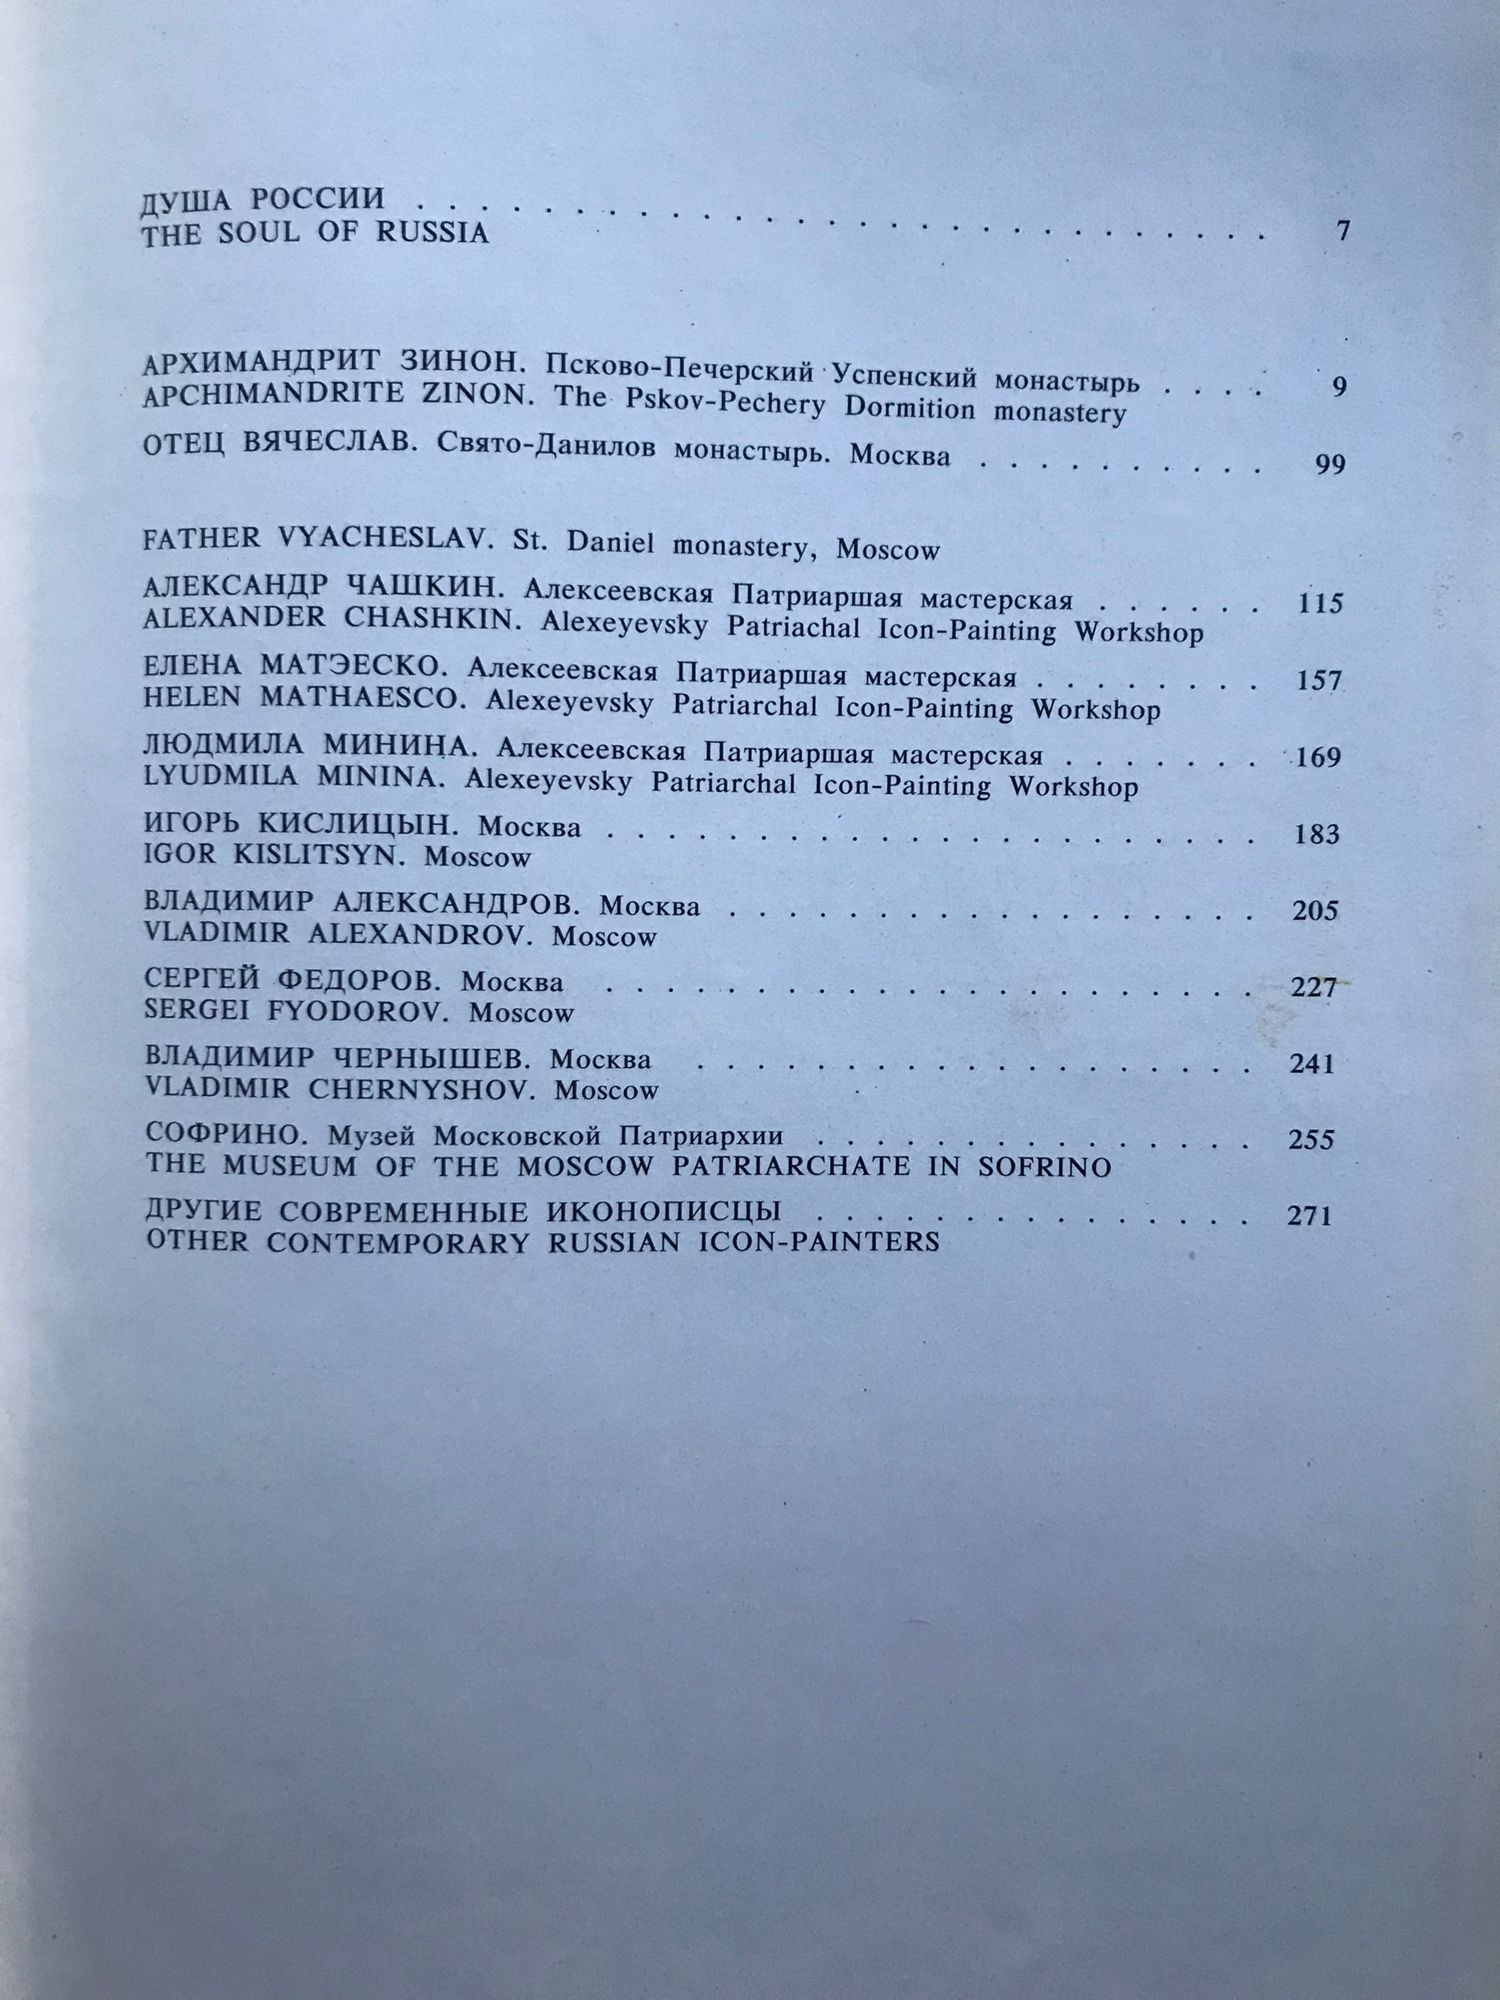 ДУША РОССИИ . . . . . . . . . . . . . . . . . . . . . . . . . . . . 7
THE SOUL OF RUSSIA
АРХИМАНДРИТ ЗИНОН. Псково-Печерский Успенский монастырь . . . . 9
APCHIMANDRITE ZINON. The Pskov-Pechery Dormition monastery
ОТЕЦ ВЯЧЕСЛАВ. Свято-Данилов монастырь. Москва . . . . . . . . . . 99
FATHER VYACHESLAV. St. Daniel monastery, Moscow
АЛЕКСАНДР ЧАШКИН. Алексеевская Патриаршая мастерская . . . . . . 115
ALEXANDER CHASHKIN. Alexeyevsky Patriachal Icon-Painting Workshop
ЕЛЕНА МАТЭЕСКО. Алексеевская Патриаршая мастерская . . . . . . . . 157
HELEN MATHAESCO. Alexeyevsky Patriarchal Icon-Painting Workshop
ЛЮДМИЛА МИНИНА. Алексеевская Патриаршая мастерская . . . . . . . 169
LYUDMILA MININA. Alexeyevsky Patriarchal Icon-Painting Workshop
ИГОРЬ КИСЛИЦЫН. Москва . . . . . . . . . . . . . . . . . . . . . . 183
IGOR KISLITSYN. Moscow
ВЛАДИМИР АЛЕКСАНДРОВ. Москва . . . . . . . . . . . . . . . . . . 205
VLADIMIR ALEXANDROV. Moscow
СЕРГЕЙ ФЕДОРОВ. Москва . . . . . . . . . . . . . . . . . . . . . . 227
SERGEI FYODOROV. Moscow
ВЛАДИМИР ЧЕРНЫШЕВ. Москва . . . . . . . . . . . . . . . . . . . 241
VLADIMIR CHERNYSHOV. Moscow
СОФРИНО. Музей Московской Патриархии . . . . . . . . . . . . . . . 255
THE MUSEUM OF THE MOSCOW PATRIARCHATE IN SOFRINO
ДРУГИЕ СОВРЕМЕННЫЕ ИКОНОПИСЦЫ . . . . . . . . . . . . . . . 271
OTHER CONTEMPORARY RUSSIAN ICON-PAINTERS